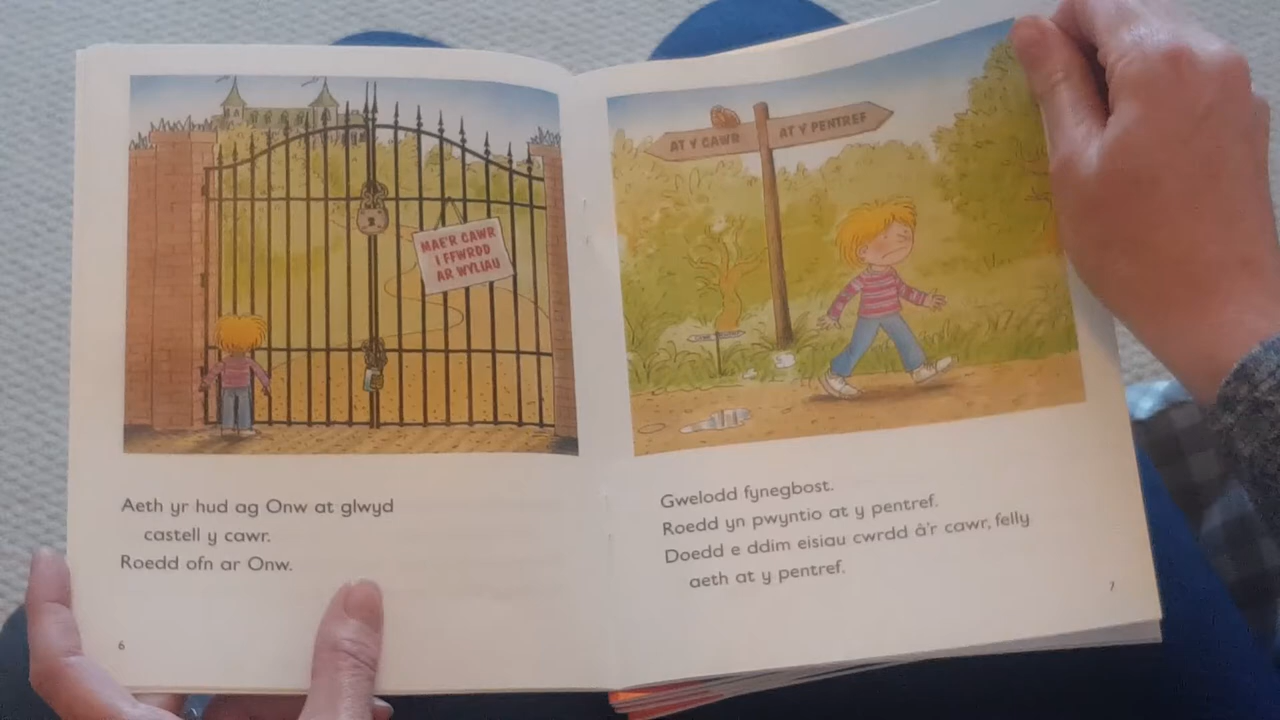 MAE'R CAWR
I FFWRDD
AR WYLIAU
Aeth yr hud ag Onw at glwyd
castell y cawr.
Roedd ofn ar Onw.
6
AT Y CAWR
AT Y PENTREF
Gwelodd fynegbost.
Roedd yn pwyntio at y pentref.
Doedd e ddim eisiau cwrdd â'r cawr, felly
aeth at y pentref.
7